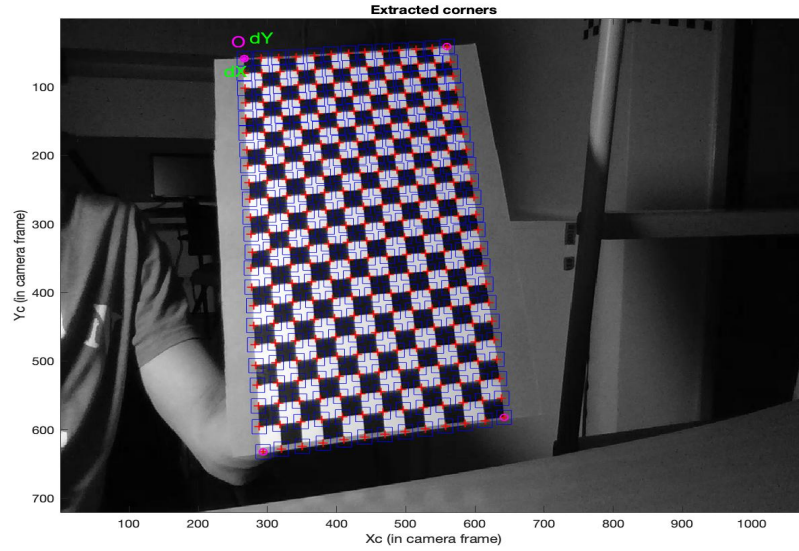 Extracted corners
O
dY
dX
100
200
300
400
500
600
700
Yc (in camera frame)
100 200 300 400 500 600 700 800 900 1000
Xc (in camera frame)